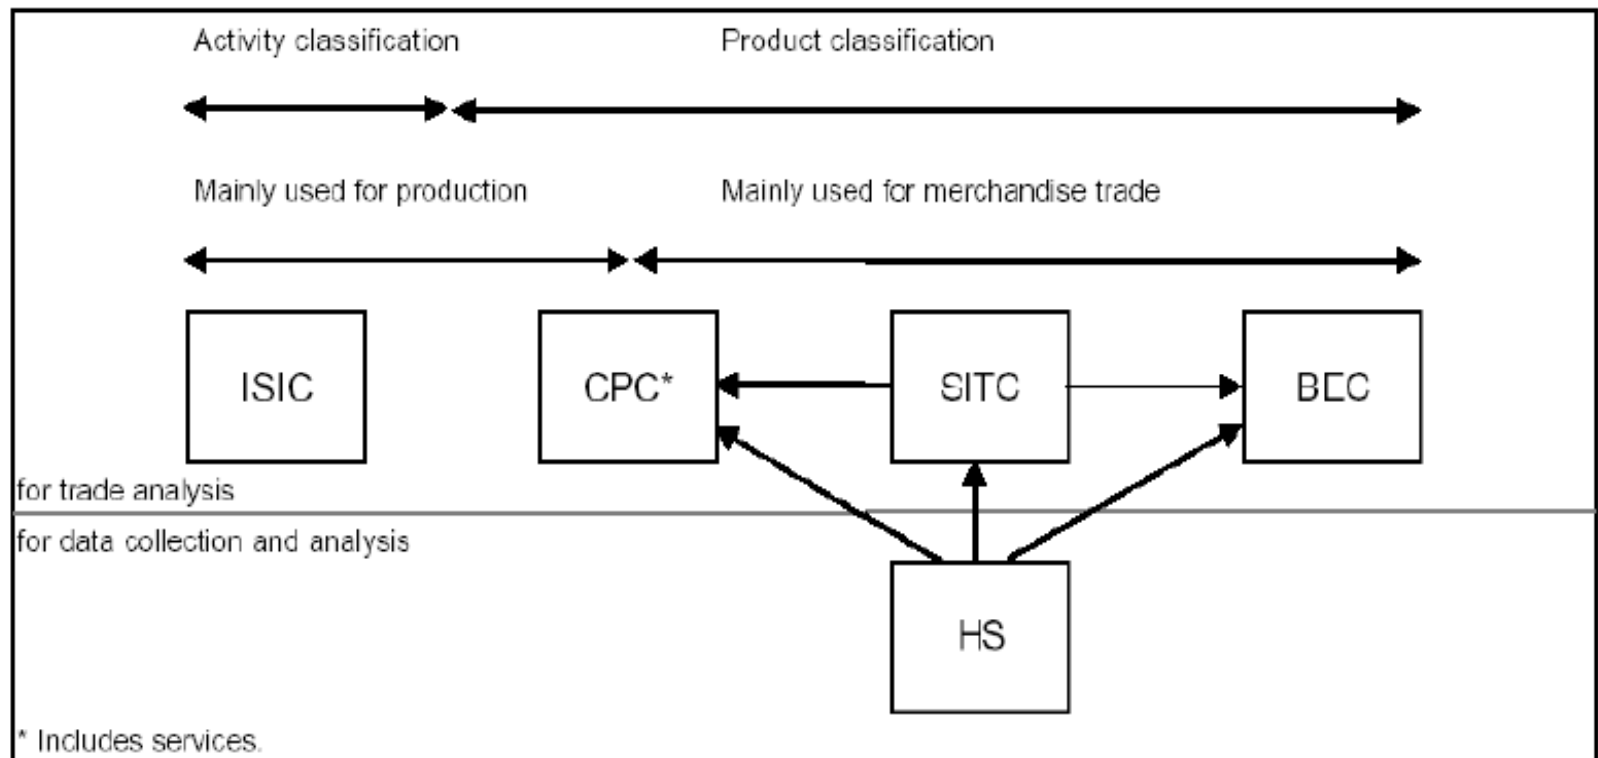 Activity classification
Product classification
Mainly used for production
Mainly used for merchandise trade
ISIC
CPC*
SITC
BEC
for trade analysis
for data collection and analysis
HS
* Includes services.